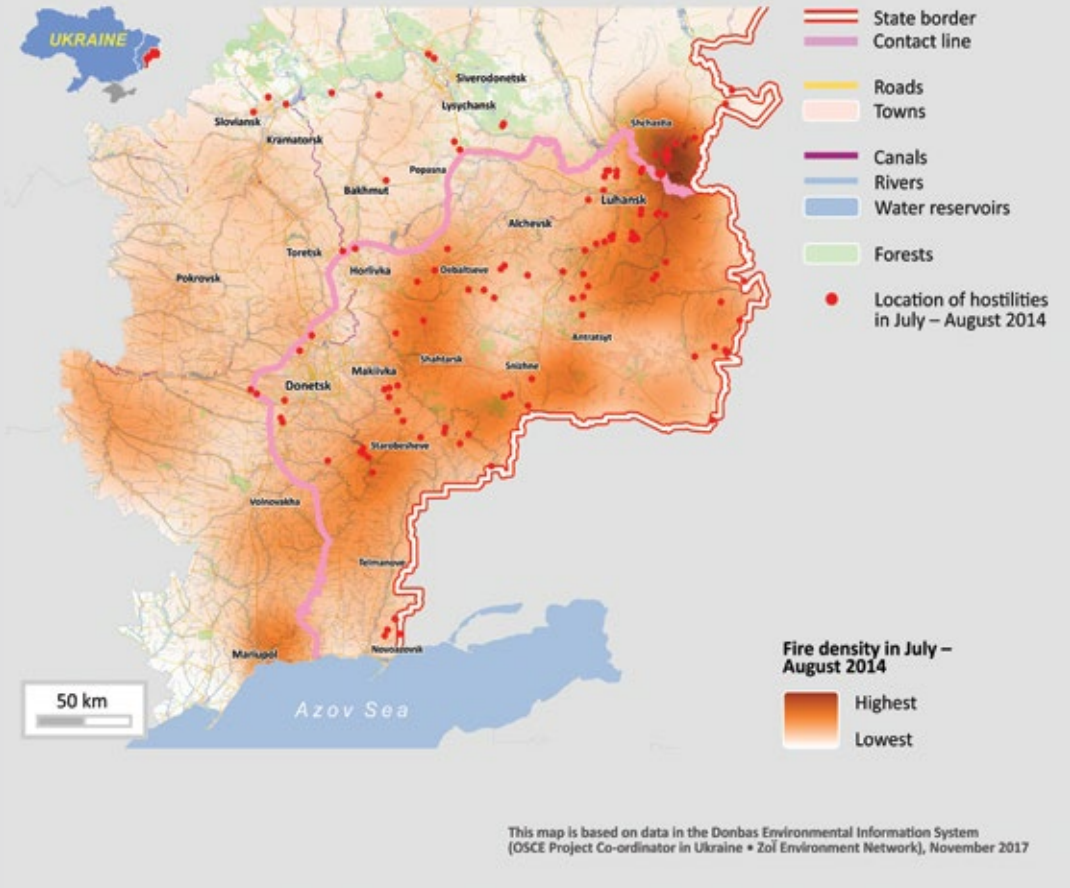 UKRAINE
State border
Contact line
Roads
Towns
Canals
Rivers
Water reservoirs
Forests
Location of hostilities
in July – August 2014
Siverodonetsk
Lysychansk
Sloviansk
Kramatorsk
Shchastia
Popasna
Bakhmut
Luhansk
Alchevsk
Toretsk
Horlivka
Debaltseve
Pokrovsk
Antratsyt
Shahtarsk
Snizhne
Makiivka
Donetsk
Starobesheve
Volnovakha
Telmanove
Mariupol
Novoazovsk
50 km
Azov Sea
Fire density in July –
August 2014
Highest
Lowest
This map is based on data in the Donbas Environmental Information System
(OSCE Project Co-ordinator in Ukraine • Zoï Environment Network), November 2017